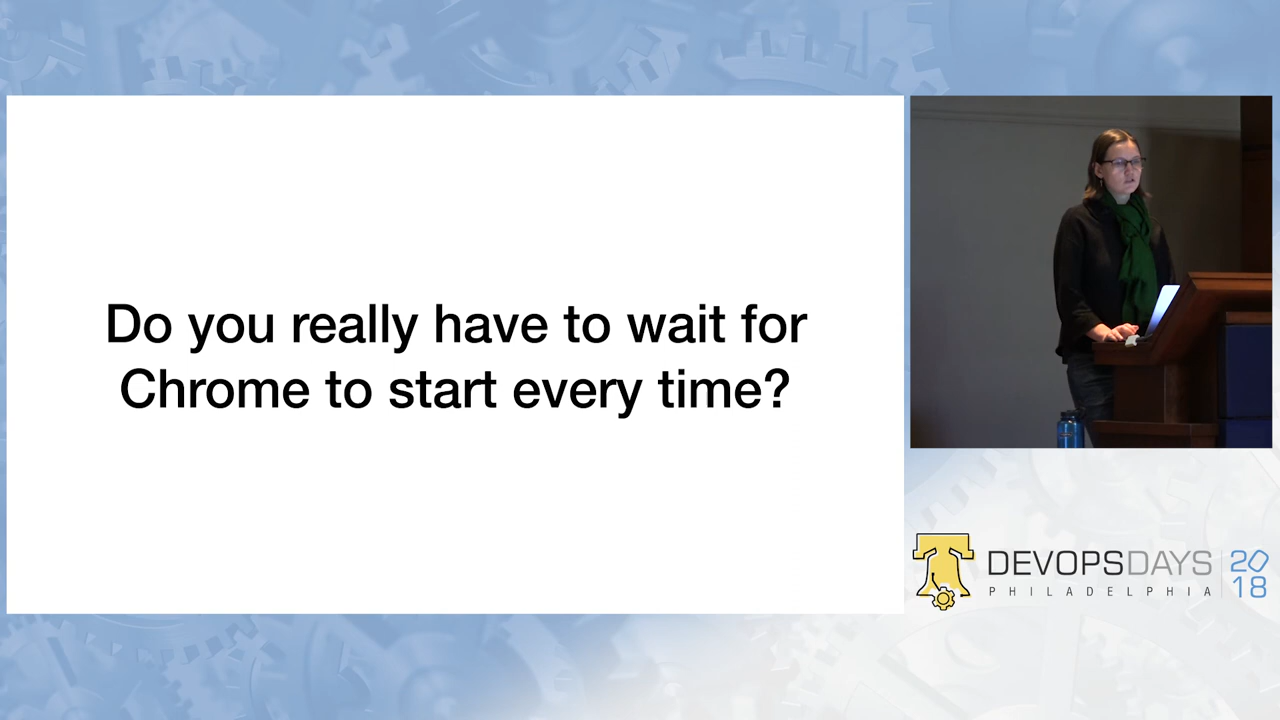 Do you really have to wait for
Chrome to start every time?
DEVOPSDAYS
PHILADELPHIA
20
18